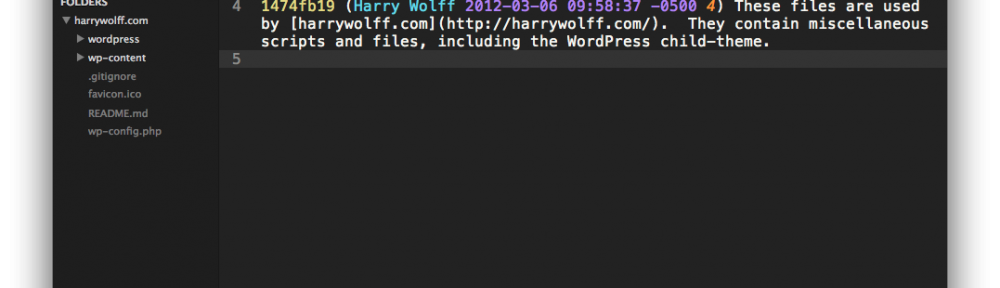 FOLDERS
harrywolff.com
wordpress
wp-content
.gitignore
favicon.ico
README.md
wp-config.php
4 1474fb19 (Harry Wolff 2012-03-06 09:58:37 -0500 4) These files are used
by [harrywolff.com](http://harrywolff.com/).  They contain miscellaneous
scripts and files, including the WordPress child-theme.
5